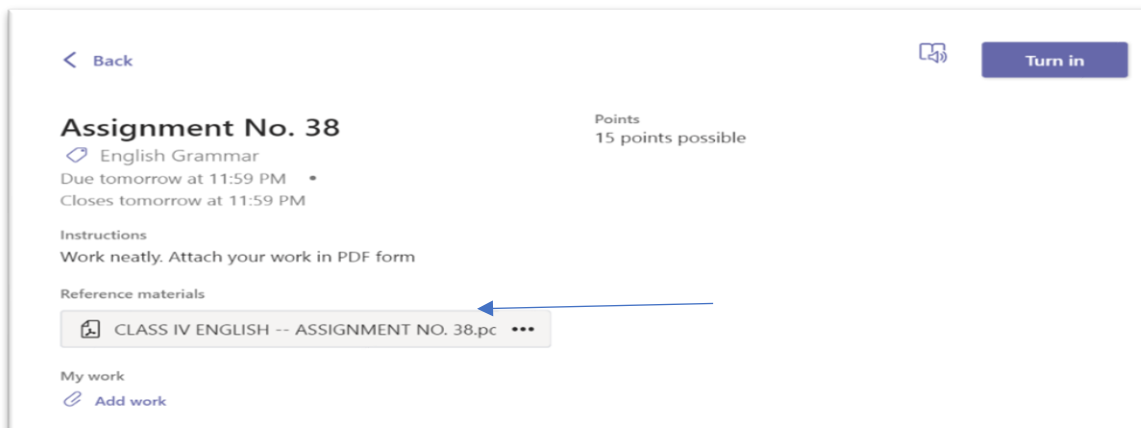 Back
Turn in
Assignment No. 38
Points
15 points possible
English Grammar
Due tomorrow at 11:59 PM •
Closes tomorrow at 11:59 PM
Instructions
Work neatly. Attach your work in PDF form
Reference materials
CLASS IV ENGLISH -- ASSIGNMENT NO. 38.pc •••
My work
Add work